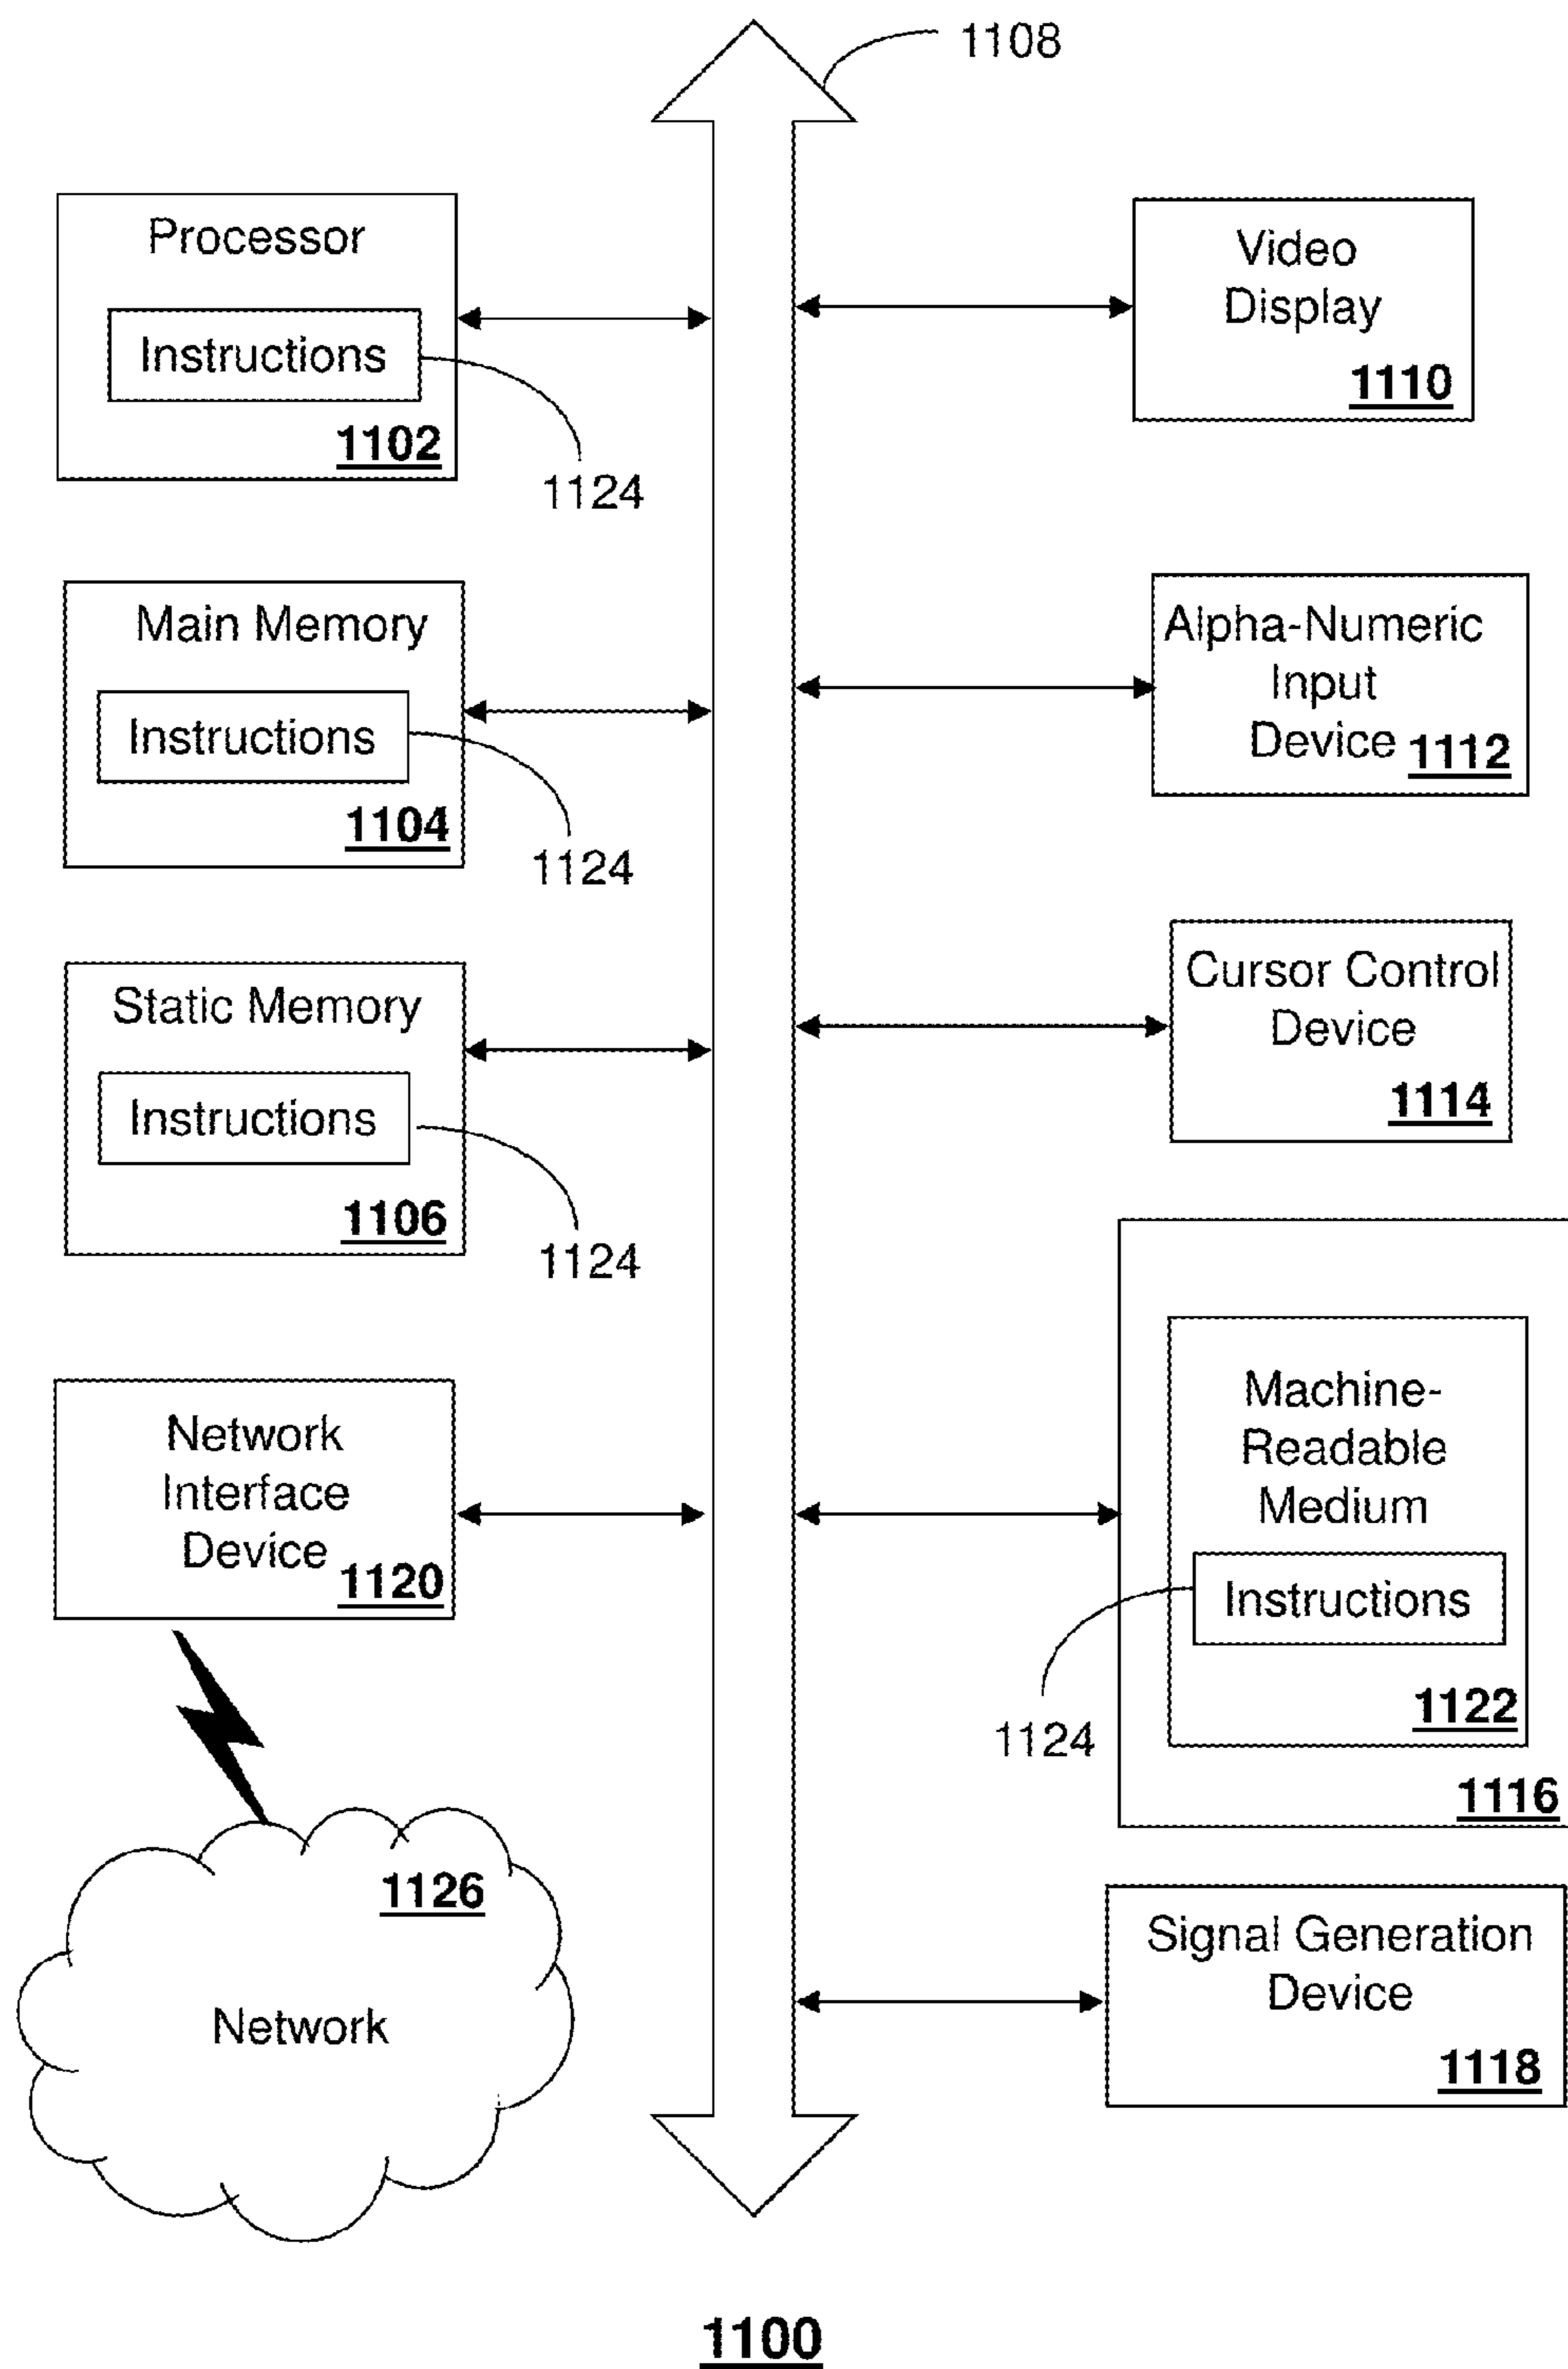 1108
Processor
Instructions
1102
1124
Main Memory
Instructions
1104
1124
Static Memory
Instructions
1106
1124
Network
Interface
Device
1120
1126
Network
Video
Display
1110
Alpha-Numeric
Input
Device
1112
Cursor Control
Device
1114
Machine-
Readable
Medium
Instructions
1122
1124
1116
Signal Generation
Device
1118
1100